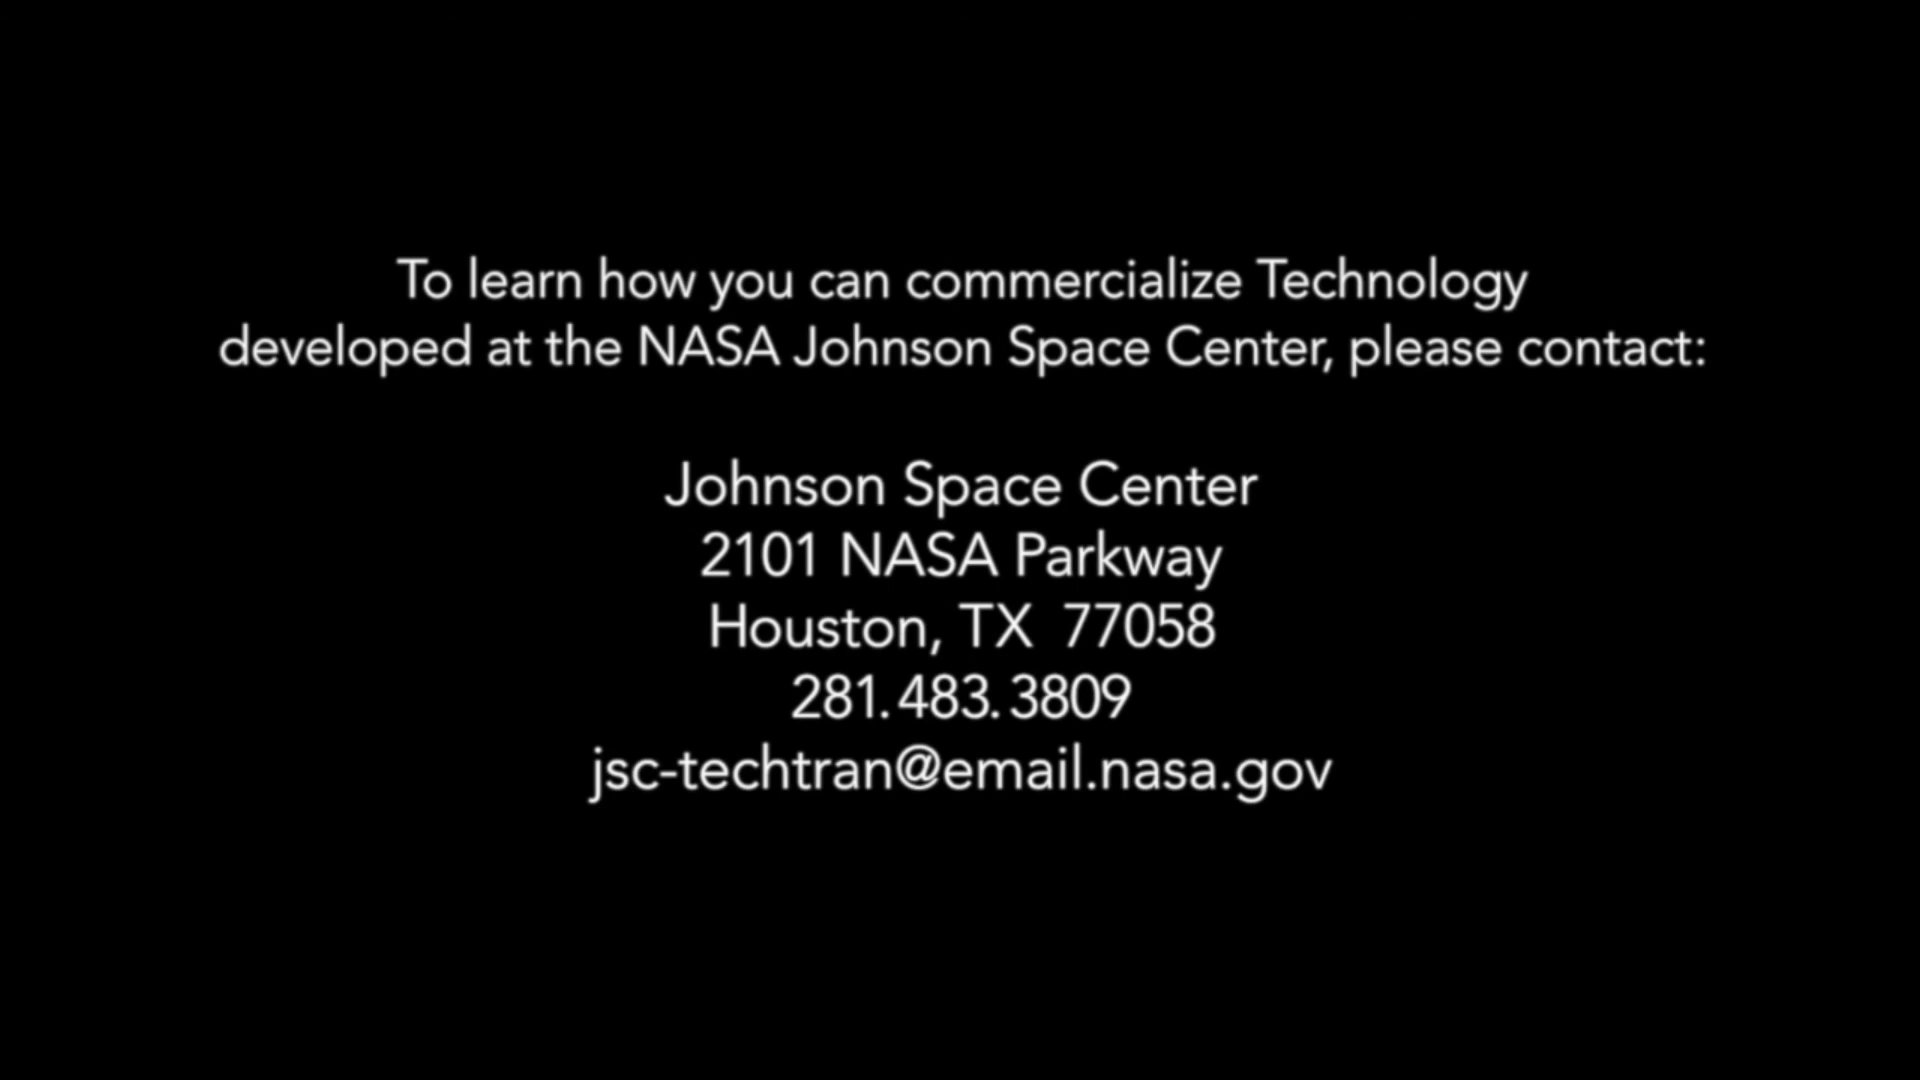 To learn how you can commercialize Technology
developed at the NASA Johnson Space Center, please contact:
Johnson Space Center
2101 NASA Parkway
Houston, TX  77058
281.483.3809
jsc-techtran@email.nasa.gov